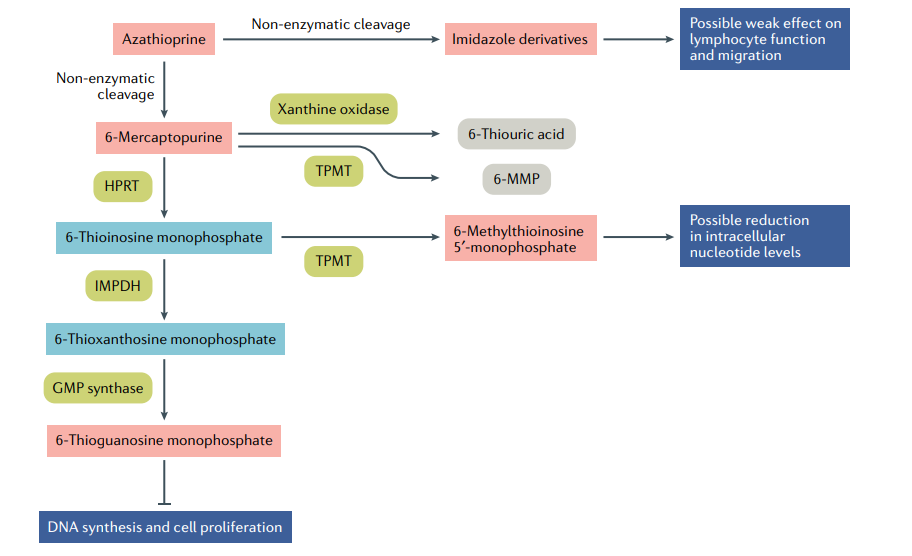 Non-enzymatic cleavage
Azathioprine
Imidazole derivatives
Possible weak effect on
lymphocyte function
and migration
Non-enzymatic
cleavage
Xanthine oxidase
6-Mercaptopurine
6-Thiouric acid
TPMT
6-MMP
HPRT
6-Thioinosine monophosphate
6-Methylthioinosine
5′-monophosphate
Possible reduction
in intracellular
nucleotide levels
TPMT
IMPDH
6-Thioxanthosine monophosphate
GMP synthase
6-Thioguanosine monophosphate
DNA synthesis and cell proliferation